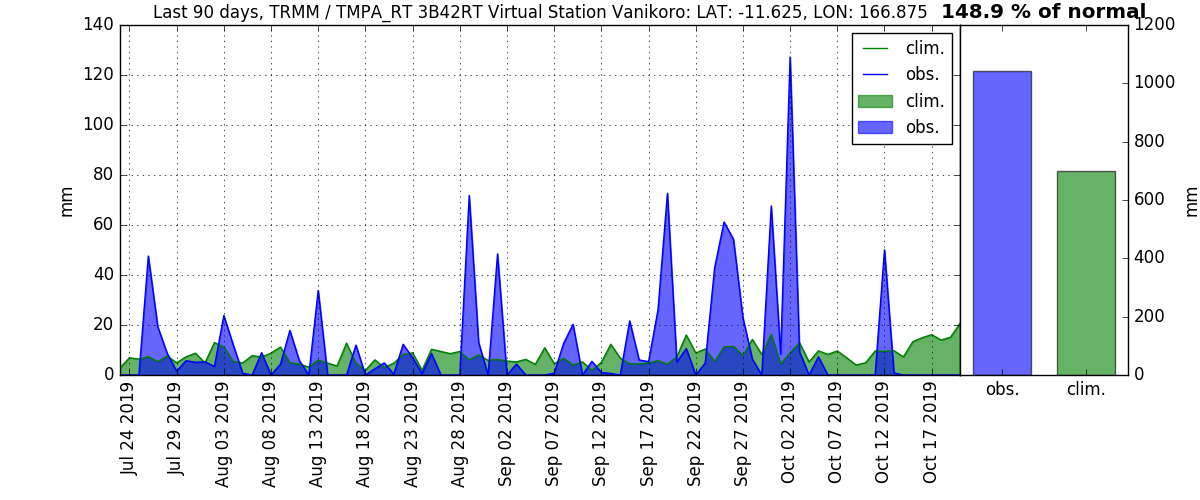 Last 90 days, TRMM / TMPA_RT 3B42RT Virtual Station Vanikoro: LAT: -11.625, LON: 166.875 148.9 % of normal
140
120
100
80
60
40
20
0
mm
clim.
obs.
clim.
obs.
1200
1000
800
600
400
200
0
mm
Jul 24 2019
Jul 29 2019
Aug 03 2019
Aug 08 2019
Aug 13 2019
Aug 18 2019
Aug 23 2019
Aug 28 2019
Sep 02 2019
Sep 07 2019
Sep 12 2019
Sep 17 2019
Sep 22 2019
Sep 27 2019
Oct 02 2019
Oct 07 2019
Oct 12 2019
Oct 17 2019
obs. clim.